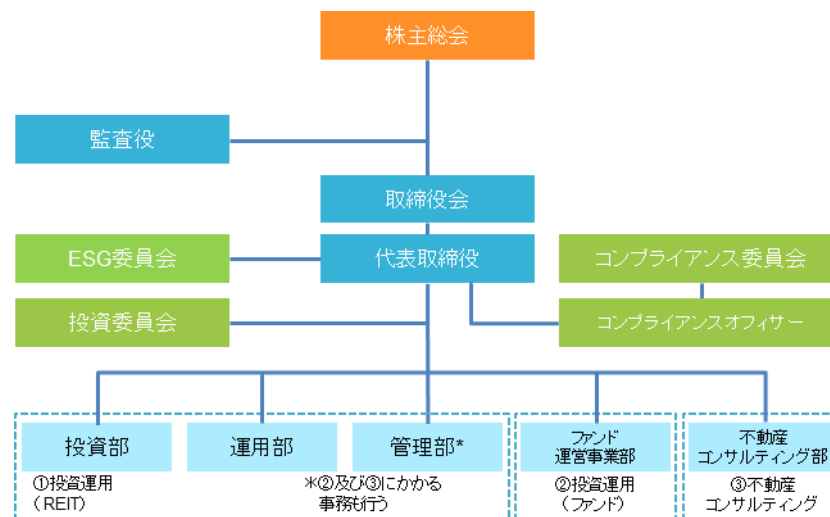 株主総会
監査役
取締役会
ESG委員会
代表取締役
コンプライアンス委員会
投資委員会
コンプライアンスオフィサー
投資部
運用部
管理部*
ファンド
運営事業部
不動産
コンサルティング部
①投資運用
(REIT)
*②及び③にかかる
事務も行う
②投資運用
(ファンド)
③不動産
コンサルティング